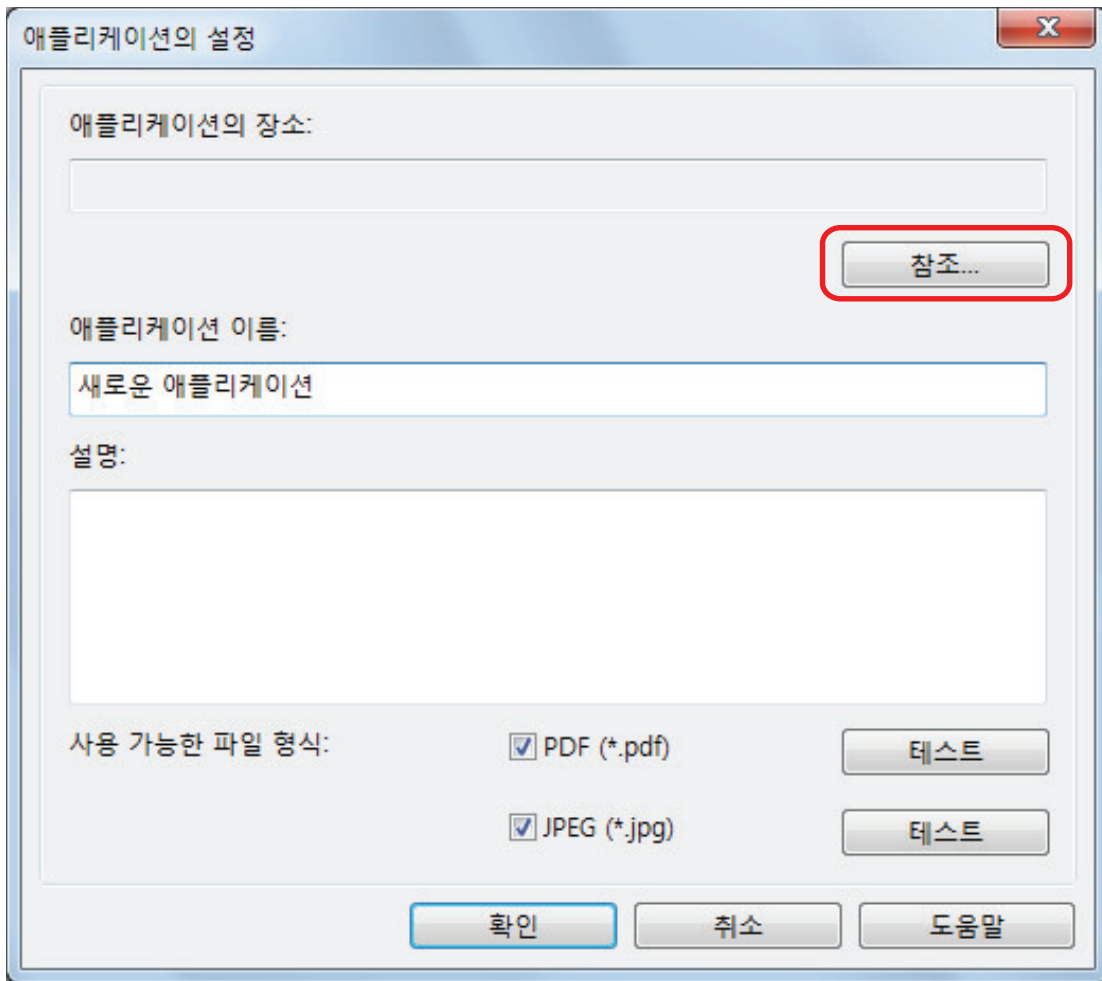 애플리케이션의 설정
애플리케이션의 장소:
참조...
애플리케이션 이름:
새로운 애플리케이션
설명:
사용 가능한 파일 형식:
PDF (*.pdf)
테스트
JPEG (*.jpg)
테스트
확인
취소
도움말